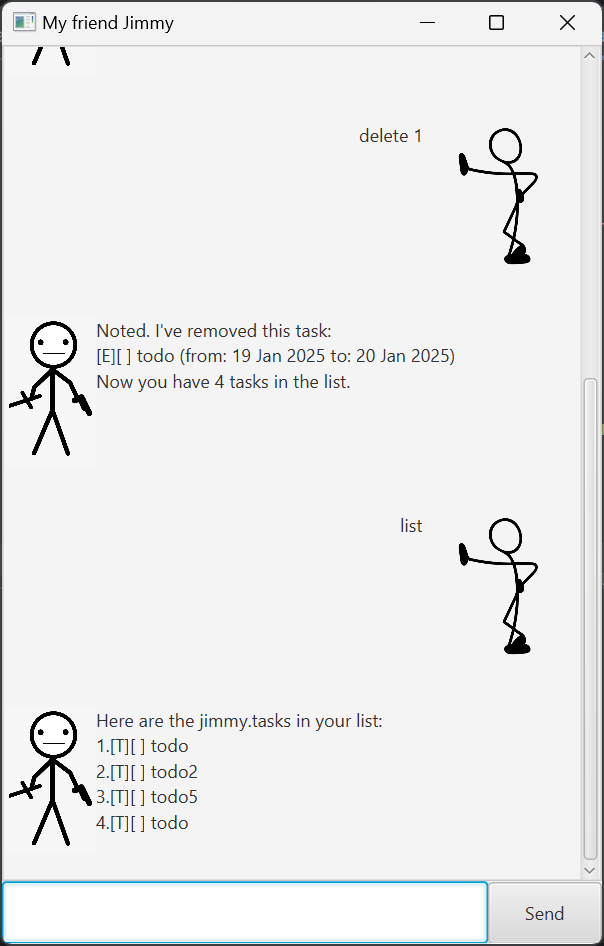 My friend Jimmy
delete 1
Noted. I've removed this task:
[E][ ] todo (from: 19 Jan 2025 to: 20 Jan 2025)
Now you have 4 tasks in the list.
list
Here are the jimmy.tasks in your list:
1.[T][ ] todo
2.[T][ ] todo2
3.[T][ ] todo5
4.[T][ ] todo
Send